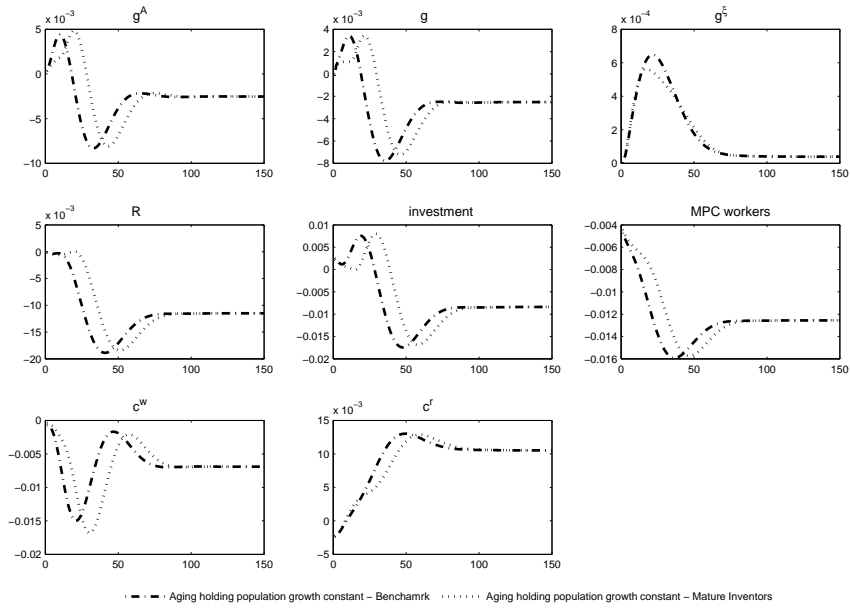 g^A
x 10^-3
5
0
-5
-10
0 50 100 150
g
x 10^-3
4
2
0
-2
-4
-6
-8
0 50 100 150
g^ξ
x 10^-4
8
6
4
2
0
0 50 100 150
R
x 10^-3
5
0
-5
-10
-15
-20
0 50 100 150
investment
0.01
0.005
0
-0.005
-0.01
-0.015
-0.02
0 50 100 150
MPC workers
-0.004
-0.006
-0.008
-0.01
-0.012
-0.014
-0.016
0 50 100 150
c^w
0
-0.005
-0.01
-0.015
-0.02
0 50 100 150
c^r
x 10^-3
15
10
5
0
-5
0 50 100 150
Aging holding population growth constant – Benchamrk
Aging holding population growth constant – Mature Inventors